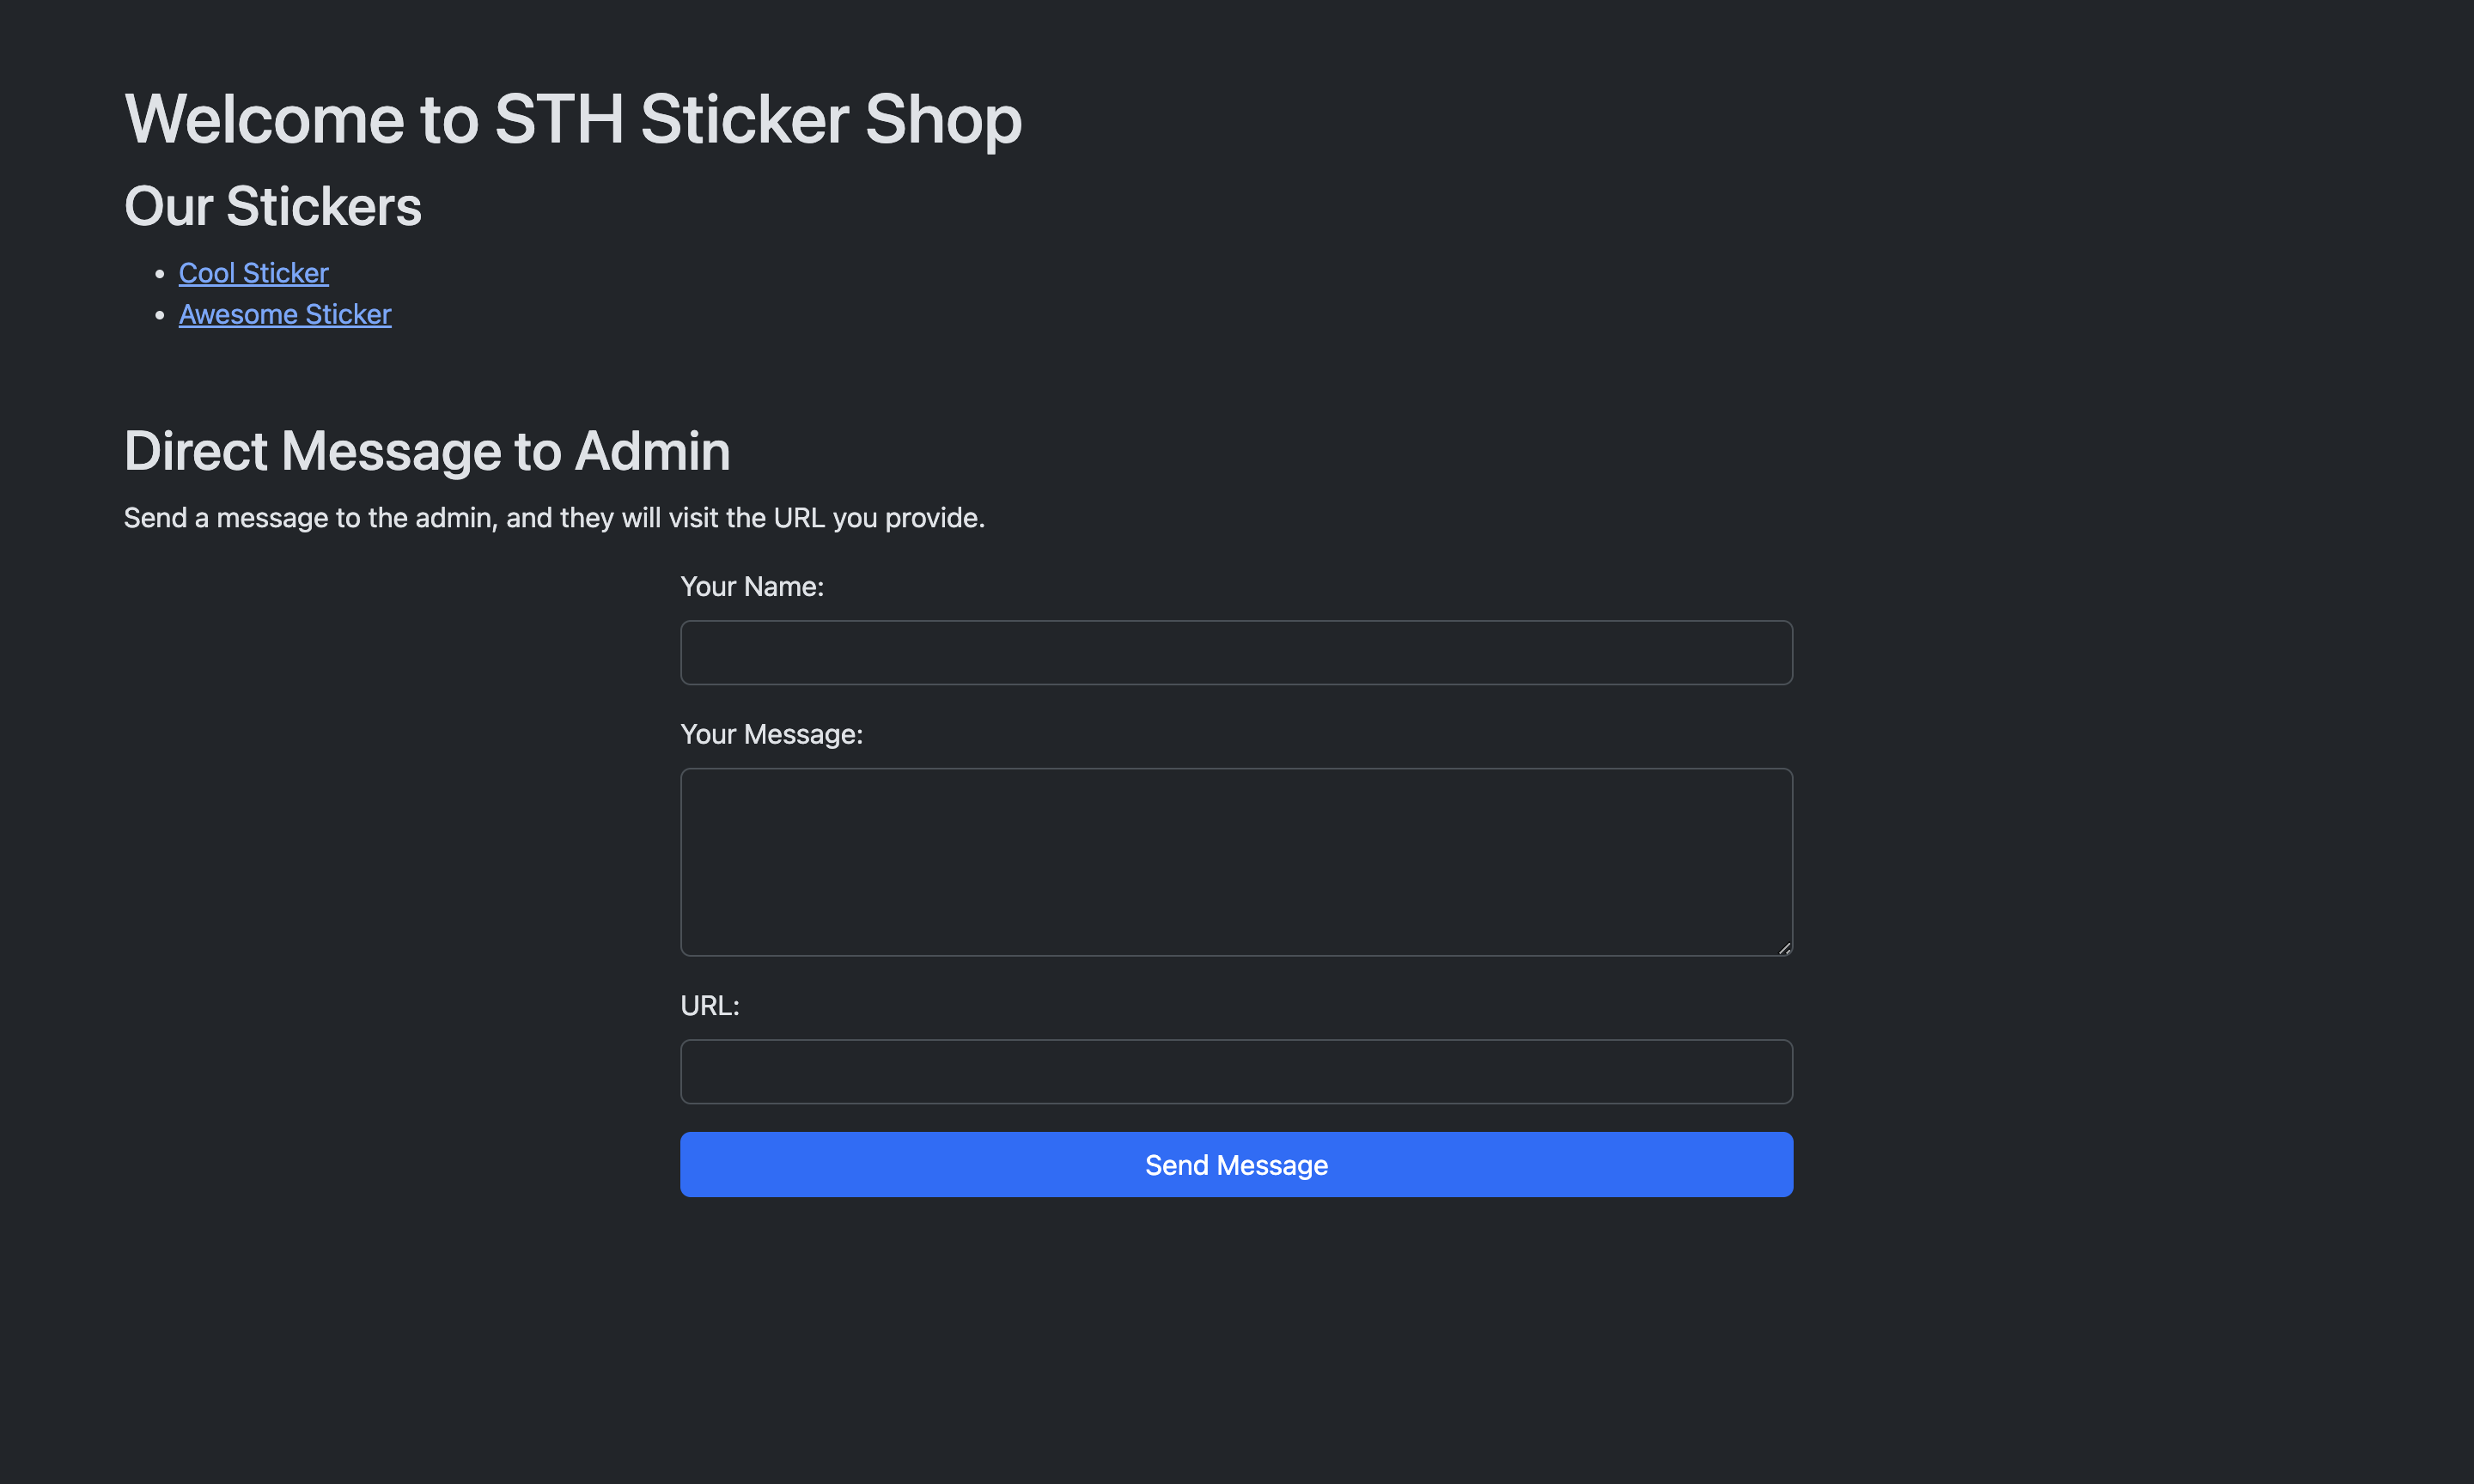 Welcome to STH Sticker Shop
Our Stickers
Cool Sticker
Awesome Sticker
Direct Message to Admin
Send a message to the admin, and they will visit the URL you provide.
Your Name:
Your Message:
URL:
Send Message